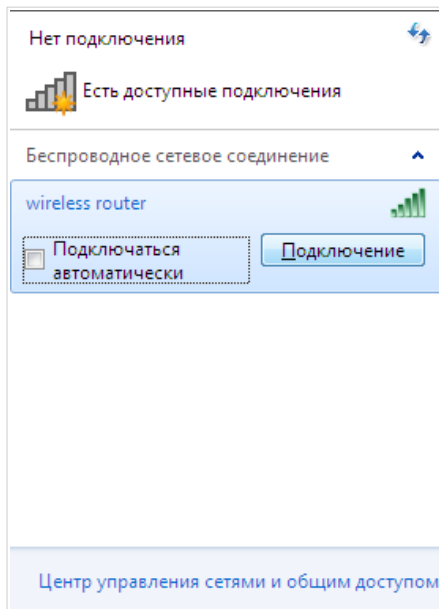 Нет подключения
Есть доступные подключения
Беспроводное сетевое соединение
wireless router
Подключаться
автоматически
Подключение
Центр управления сетями и общим доступом